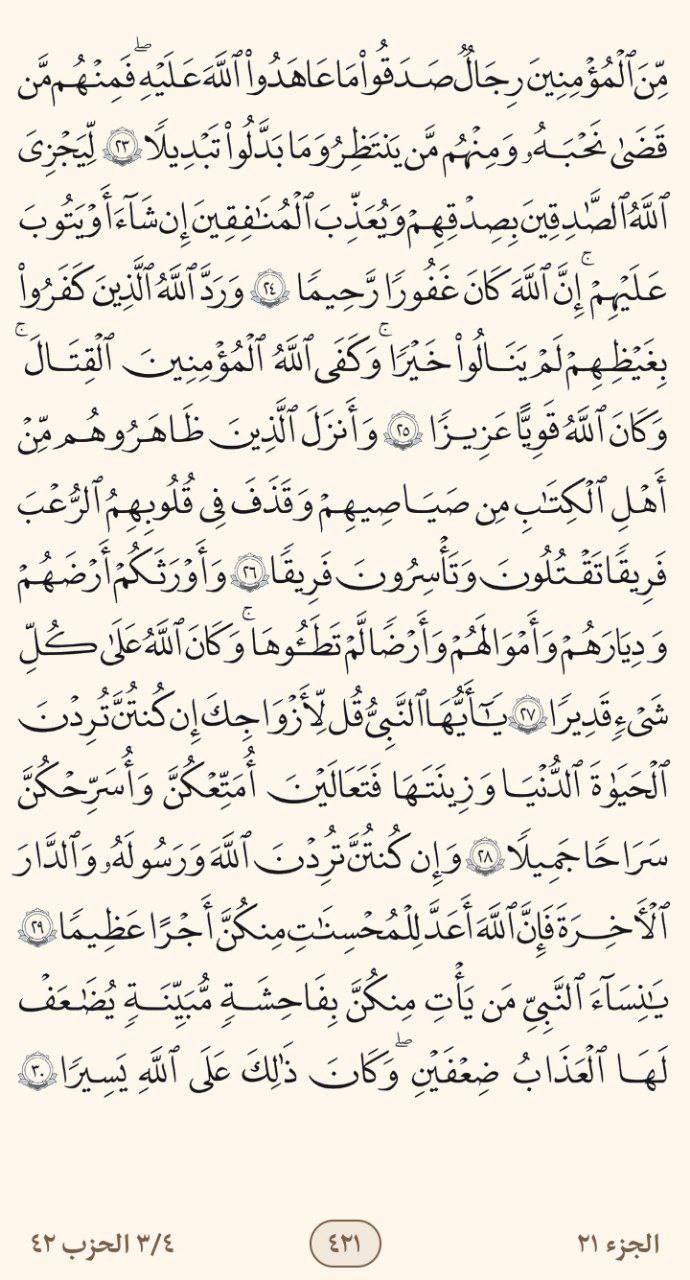 مِّنَ ٱلْمُؤْمِنِينَ رِجَالٌ صَدَقُوا۟ مَا عَاهَدُوا۟ ٱللَّهَ عَلَيْهِ ۖ فَمِنْهُم مَّن
قَضَىٰ نَحْبَهُۥ وَمِنْهُم مَّن يَنتَظِرُ وَمَا بَدَّلُوا۟ تَبْدِيلًا ٢٣ لِّيَجْزِىَ
ٱللَّهُ ٱلصَّٰدِقِينَ بِصِدْقِهِمْ وَيُعَذِّبَ ٱلْمُنَٰفِقِينَ إِن شَآءَ أَوْ يَتُوبَ
عَلَيْهِمْ ۚ إِنَّ ٱللَّهَ كَانَ غَفُورًا رَّحِيمًا ٢٤ وَرَدَّ ٱللَّهُ ٱلَّذِينَ كَفَرُوا۟
بِغَيْظِهِمْ لَمْ يَنَالُوا۟ خَيْرًا ۚ وَكَفَى ٱللَّهُ ٱلْمُؤْمِنِينَ ٱلْقِتَالَ ۚ
وَكَانَ ٱللَّهُ قَوِيًّا عَزِيزًا ٢٥ وَأَنزَلَ ٱلَّذِينَ ظَاهَرُوهُم مِّنْ
أَهْلِ ٱلْكِتَٰبِ مِن صَيَاصِيهِمْ وَقَذَفَ فِى قُلُوبِهِمُ ٱلرُّعْبَ
فَرِيقًا تَقْتُلُونَ وَتَأْسِرُونَ فَرِيقًا ٢٦ وَأَوْرَثَكُمْ أَرْضَهُمْ
وَدِيَٰرَهُمْ وَأَمْوَٰلَهُمْ وَأَرْضًا لَّمْ تَطَـُٔوهَا ۚ وَكَانَ ٱللَّهُ عَلَىٰ كُلِّ
شَىْءٍ قَدِيرًا ٢٧ يَٰٓأَيُّهَا ٱلنَّبِىُّ قُل لِّأَزْوَٰجِكَ إِن كُنتُنَّ تُرِدْنَ
ٱلْحَيَوٰةَ ٱلدُّنْيَا وَزِينَتَهَا فَتَعَالَيْنَ أُمَتِّعْكُنَّ وَأُسَرِّحْكُنَّ
سَرَاحًا جَمِيلًا ٢٨ وَإِن كُنتُنَّ تُرِدْنَ ٱللَّهَ وَرَسُولَهُۥ وَٱلدَّارَ
ٱلْءَاخِرَةَ فَإِنَّ ٱللَّهَ أَعَدَّ لِلْمُحْسِنَٰتِ مِنكُنَّ أَجْرًا عَظِيمًا ٢٩
يَٰنِسَآءَ ٱلنَّبِىِّ مَن يَأْتِ مِنكُنَّ بِفَٰحِشَةٍ مُّبَيِّنَةٍ يُضَٰعَفْ
لَهَا ٱلْعَذَابُ ضِعْفَيْنِ ۖ وَكَانَ ذَٰلِكَ عَلَى ٱللَّهِ يَسِيرًا ٣٠
الجزء ٢١ ٤٢١ ٣/٤ الحزب ٤٢